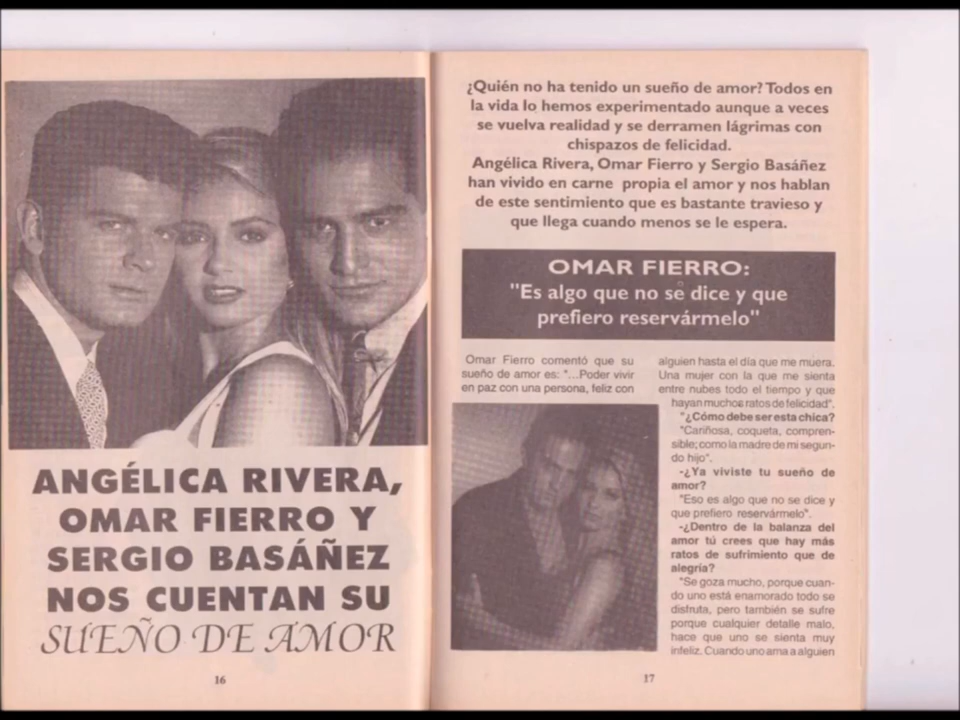 ANGÉLICA RIVERA,
OMAR FIERRO Y
SERGIO BASÁÑEZ
NOS CUENTAN SU
SUEÑO DE AMOR
16
¿Quién no ha tenido un sueño de amor? Todos en
la vida lo hemos experimentado aunque a veces
se vuelva realidad y se derramen lágrimas con
chispazos de felicidad.
Angélica Rivera, Omar Fierro y Sergio Basáñez
han vivido en carne propia el amor y nos hablan
de este sentimiento que es bastante travieso y
que llega cuando menos se le espera.
OMAR FIERRO:
"Es algo que no se dice y que
prefiero reservármelo"
Omar Fierro comentó que su
sueño de amor es: "...Poder vivir
en paz con una persona, feliz con
alguien hasta el día que me muera.
Una mujer con la que me sienta
entre nubes todo el tiempo y que
hayan muchos ratos de felicidad".
"¿Cómo debe ser esta chica?
"Cariñosa, coqueta, compren-
sible; como la madre de mi segun-
do hijo".
-¿Ya viviste tu sueño de
amor?
"Eso es algo que no se dice y
que prefiero reservármelo".
-¿Dentro de la balanza del
amor tú crees que hay más
ratos de sufrimiento que de
alegría?
"Se goza mucho, porque cuan-
do uno está enamorado todo se
disfruta, pero también se sufre
porque cualquier detalle malo,
hace que uno se sienta muy
infeliz. Cuando uno ama a alguien
17